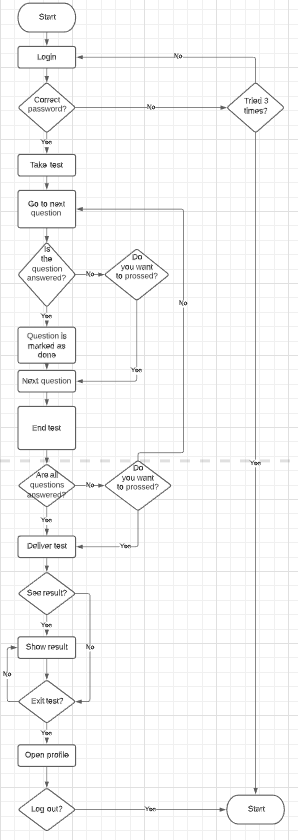 Start
Login
No
Correct
password?
No
Tried 3
times?
Yes
Take test
Go to next
question
Is
the
question
answered?
No
Do
you want
to prossed?
No
Yes
Question is
marked as
done
Yes
Next question
End test
Yes
Are all
questions
answered?
No
Do
you want
to prossed?
Yes
Deliver test
Yes
See result?
Yes
No
Show result
No
Exit test?
Yes
Open profile
Log out?
Yes
Start